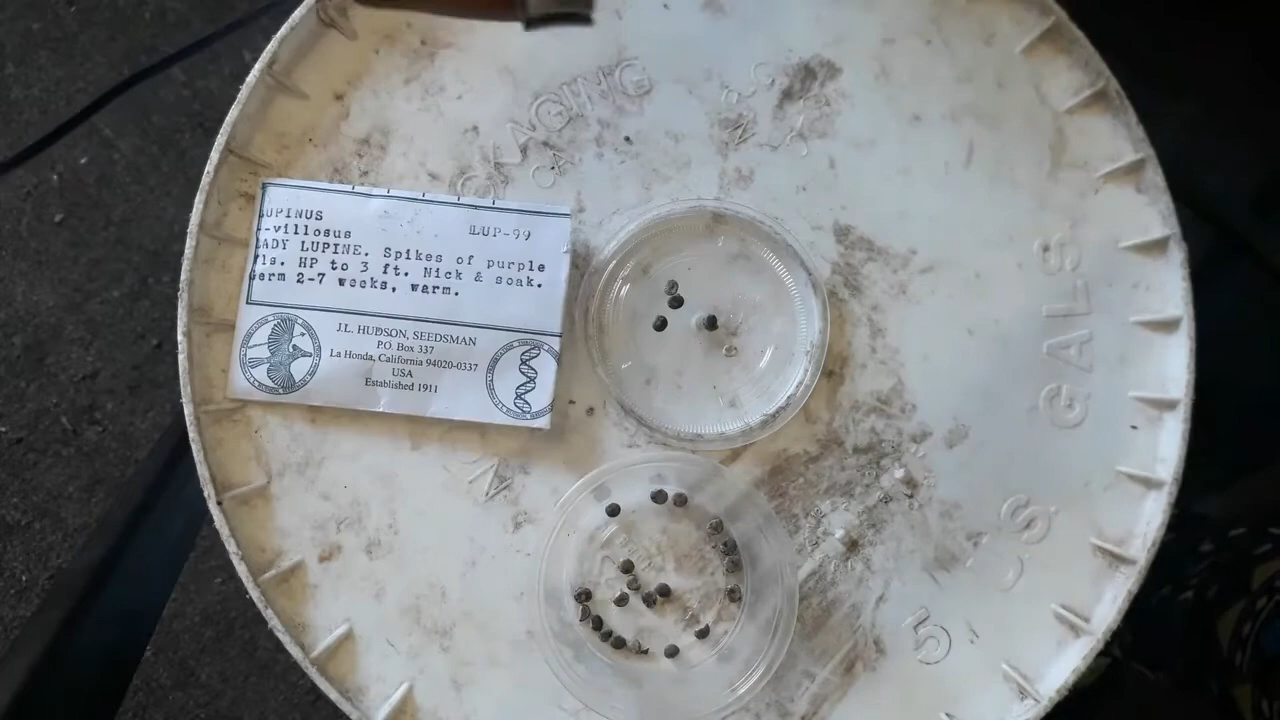 UPINUS LUP-99
-villosus
ADY LUPINE. Spikes of purple
ls. HP to 3 ft. Nick & soak.
erm 2-7 weeks, warm.
J.L. HUDSON, SEEDSMAN
P.O. Box 337
La Honda, California 94020-0337
USA
Established 1911
GALS
5